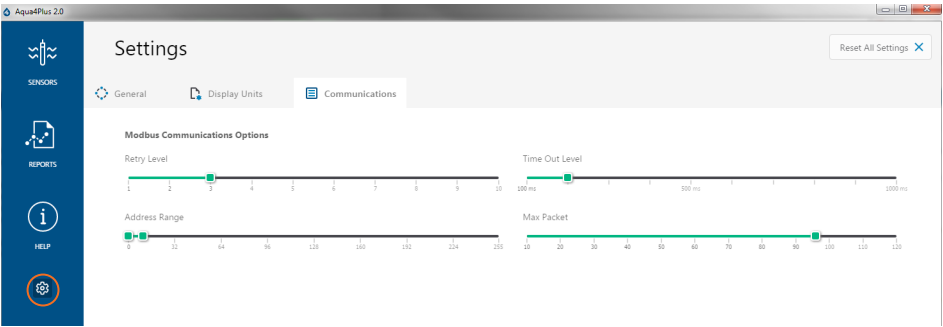 Aqua4Plus 2.0
Settings
Reset All Settings
SENSORS
General
Display Units
Communications
Modbus Communications Options
Retry Level
1 2 3 4 5 6 7 8 9 10
Time Out Level
100 ms 500 ms 1000 ms
REPORTS
Address Range
0 32 64 96 128 160 192 224 255
Max Packet
10 20 30 40 50 60 70 80 90 100 110 120
HELP